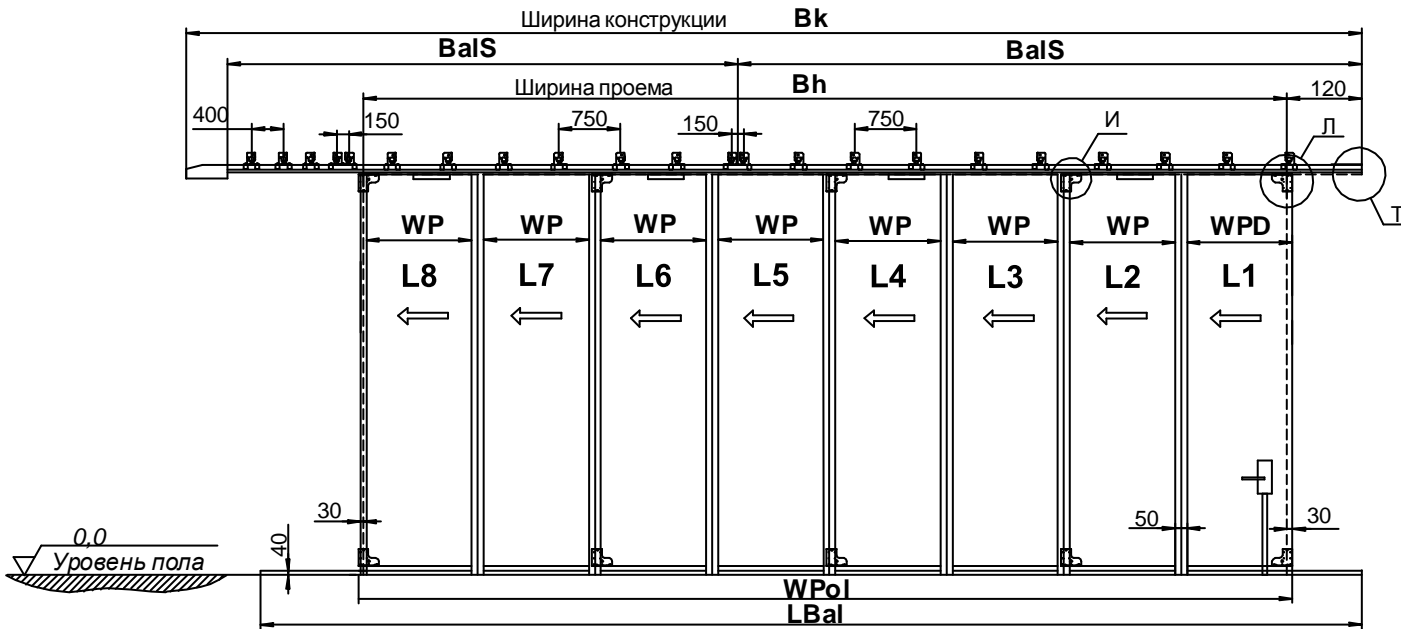 Ширина конструкции Bk
BalS BalS
Ширина проема Bh 120
400 150 750 150 750 И Л
Т
WP WP WP WP WP WP WP WPD
L8 L7 L6 L5 L4 L3 L2 L1
30 50 30
0,0
40
Уровень пола
WPol
LBal